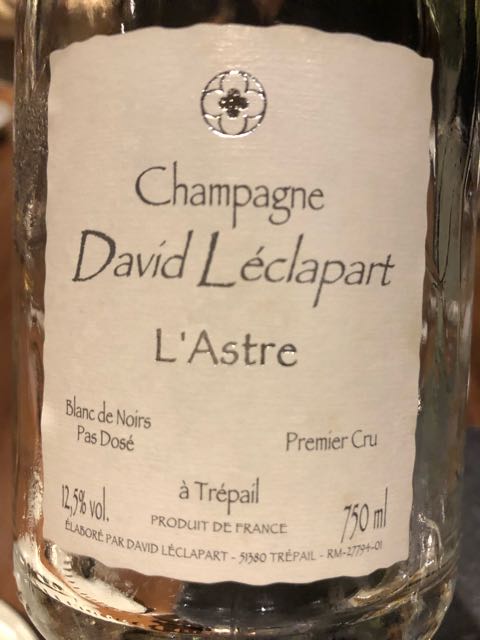 Champagne
David Léclapart
L'Astre
Blanc de Noirs
Pas Dosé
Premier Cru
à Trépail
12,5% vol.
PRODUIT DE FRANCE
750 ml
ÉLABORÉ PAR DAVID LÉCLAPART - 51380 TRÉPAIL - RM-27794-01